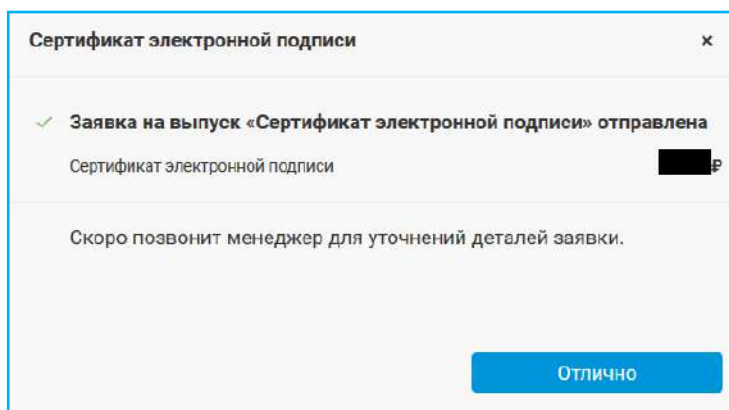 Сертификат электронной подписи ×
Заявка на выпуск «Сертификат электронной подписи» отправлена
Сертификат электронной подписи ₽
Скоро позвонит менеджер для уточнений деталей заявки.
Отлично